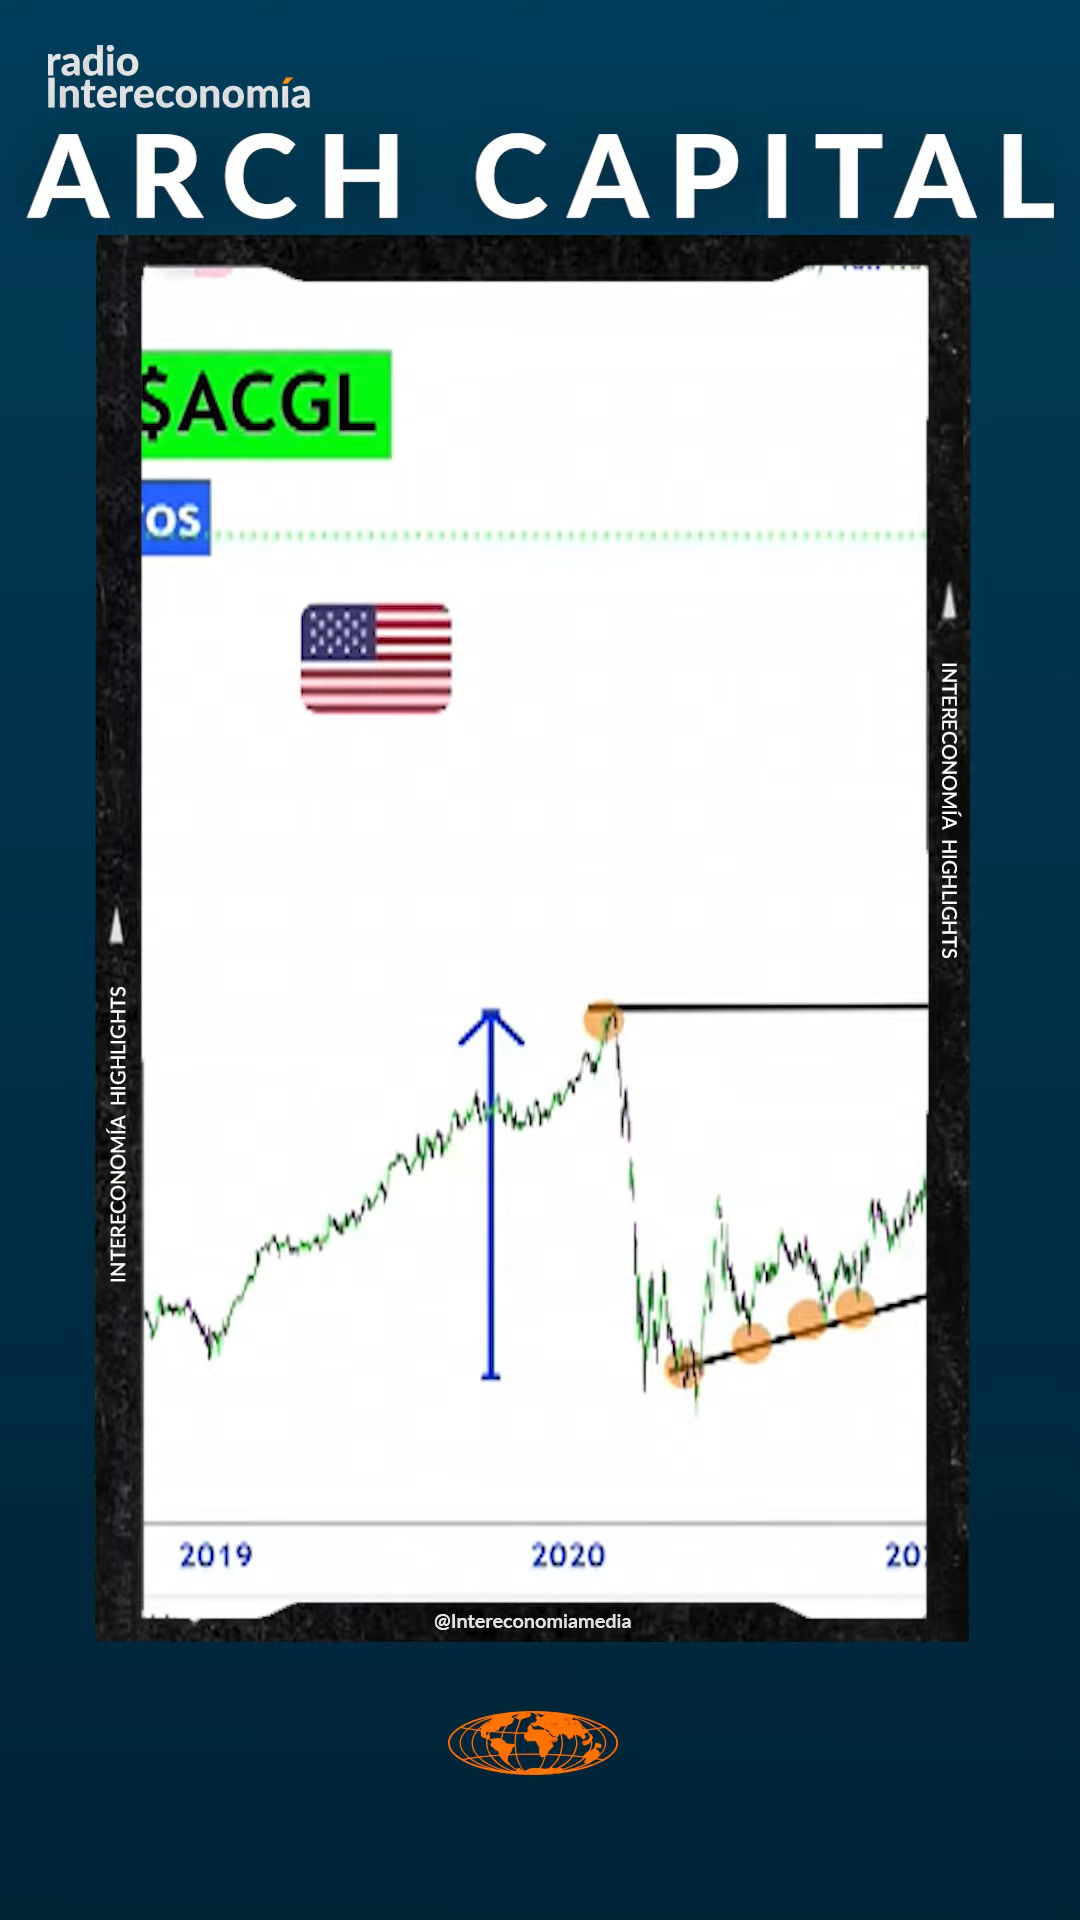 radio
Intereconomía
ARCH CAPITAL
$ACGL
os
INTERECONOMÍA HIGHLIGHTS
INTERECONOMÍA HIGHLIGHTS
2019 2020
@Intereconomiamedia